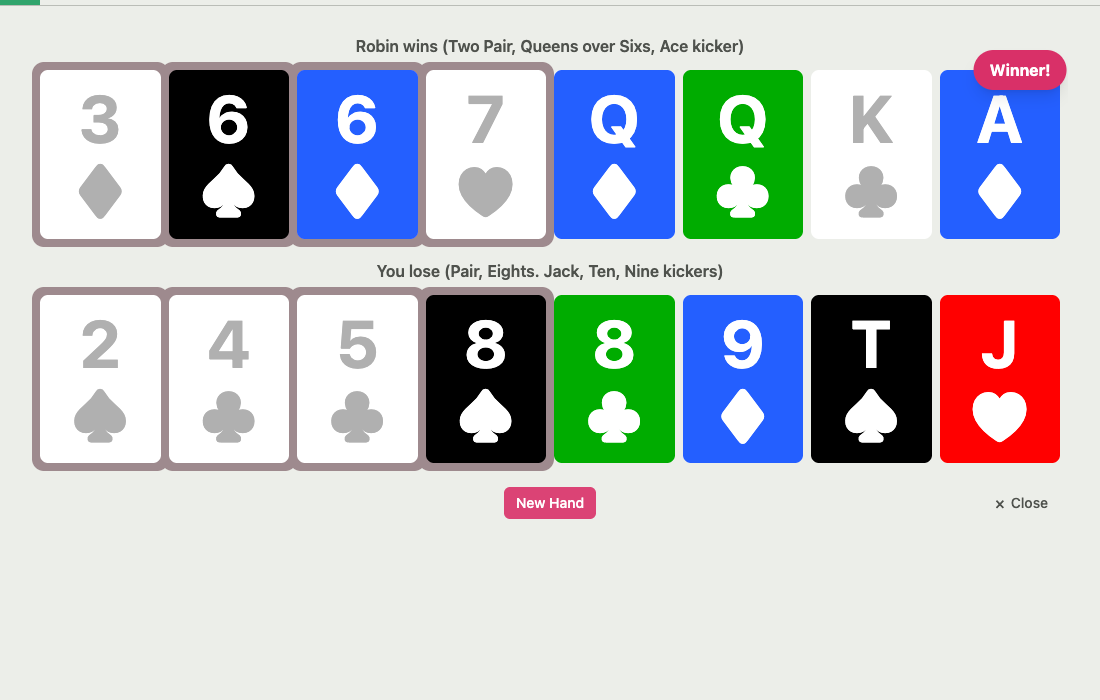 Robin wins (Two Pair, Queens over Sixs, Ace kicker)
Winner!
3 6 6 7 Q Q K A
You lose (Pair, Eights. Jack, Ten, Nine kickers)
2 4 5 8 8 9 T J
New Hand
× Close